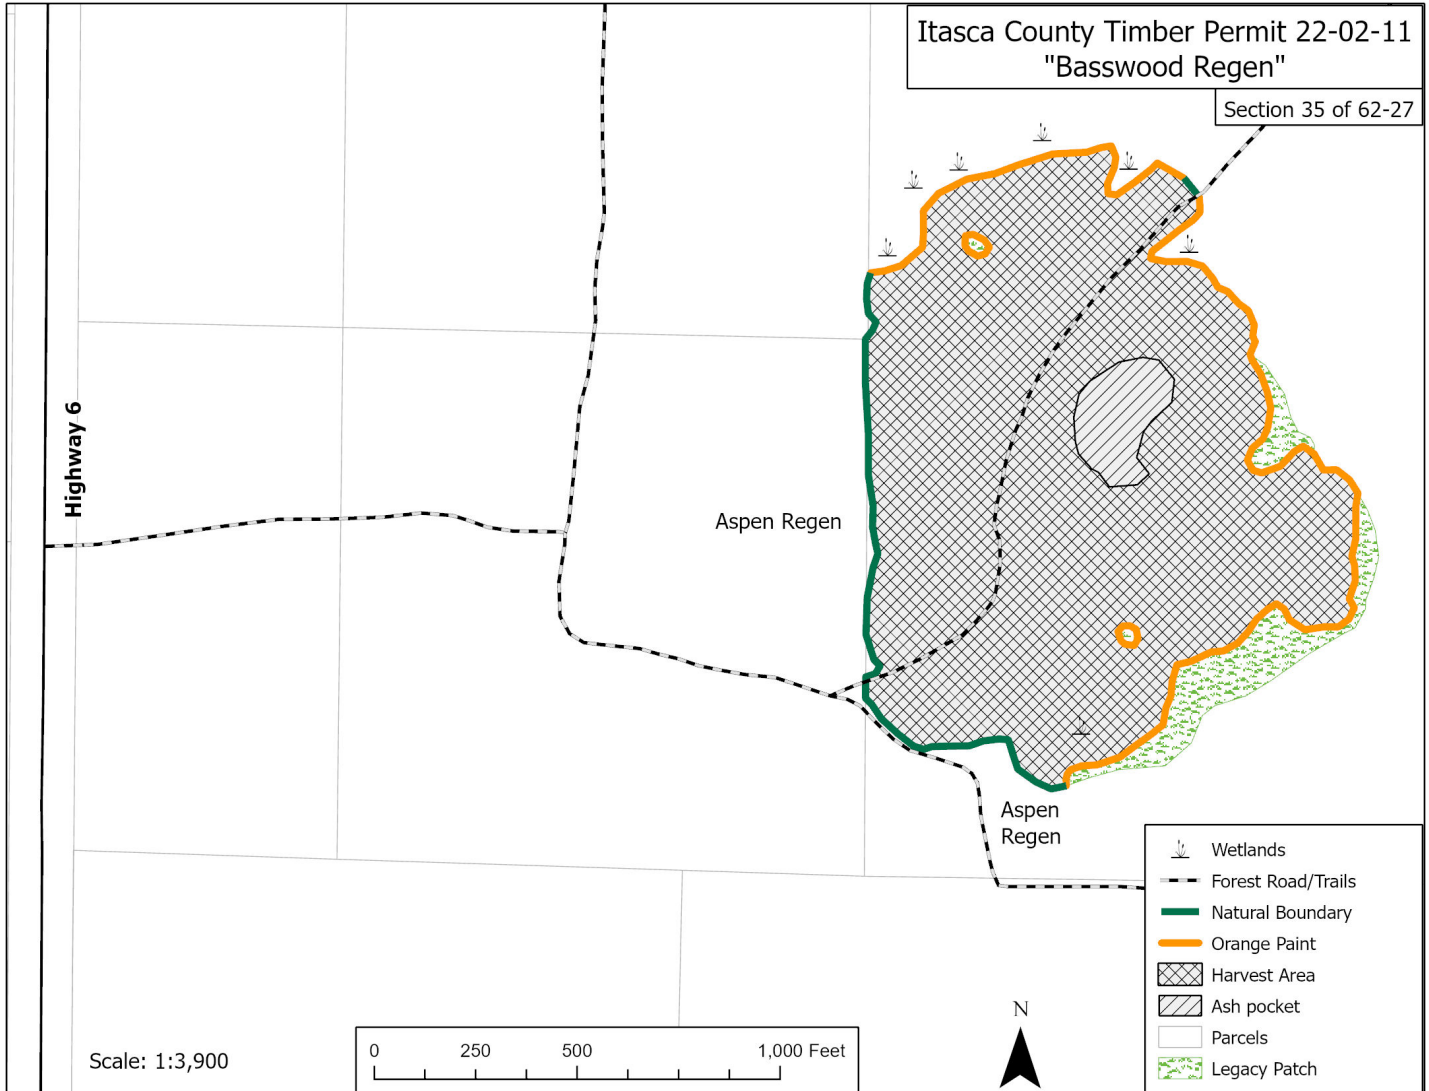 Itasca County Timber Permit 22-02-11
"Basswood Regen"
Section 35 of 62-27
Highway 6
Aspen Regen
Aspen
Regen
Wetlands
Forest Road/Trails
Natural Boundary
Orange Paint
Harvest Area
Ash pocket
Parcels
Legacy Patch
N
Scale: 1:3,900
0 250 500 1,000 Feet